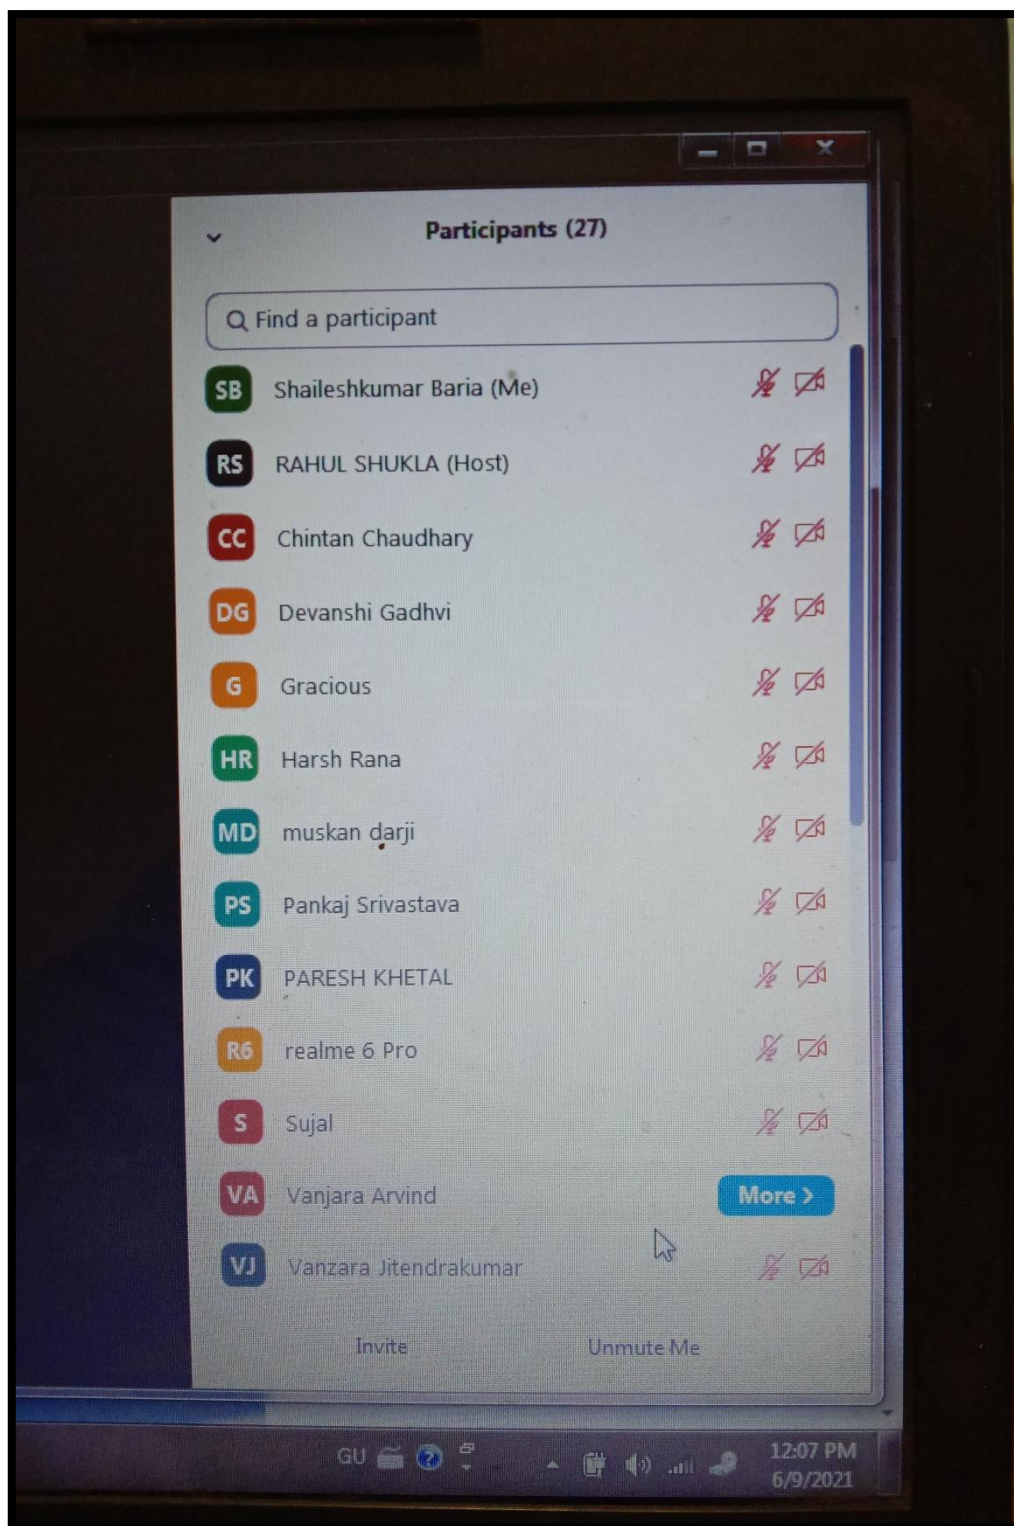 Participants (27)
Find a participant
SB Shaileshkumar Baria (Me)
RS RAHUL SHUKLA (Host)
CC Chintan Chaudhary
DG Devanshi Gadhvi
G Gracious
HR Harsh Rana
MD muskan darji
PS Pankaj Srivastava
PK PARESH KHETAL
R6 realme 6 Pro
S Sujal
VA Vanjara Arvind More >
VJ Vanzara Jitendrakumar
Invite Unmute Me
GU 12:07 PM
6/9/2021